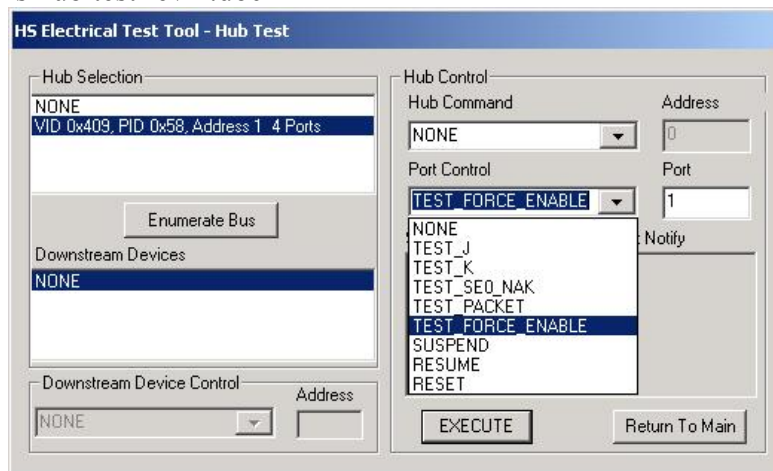 HS Electrical Test Tool - Hub Test
Hub Selection
NONE
VID 0x409, PID 0x58, Address 1 4 Ports
Enumerate Bus
Downstream Devices
NONE
Downstream Device Control
Address
NONE
Hub Control
Hub Command
Address
NONE
0
Port Control
Port
TEST_FORCE_ENABLE
1
Notify
NONE
TEST_J
TEST_K
TEST_SE0_NAK
TEST_PACKET
TEST_FORCE_ENABLE
SUSPEND
RESUME
RESET
EXECUTE
Return To Main